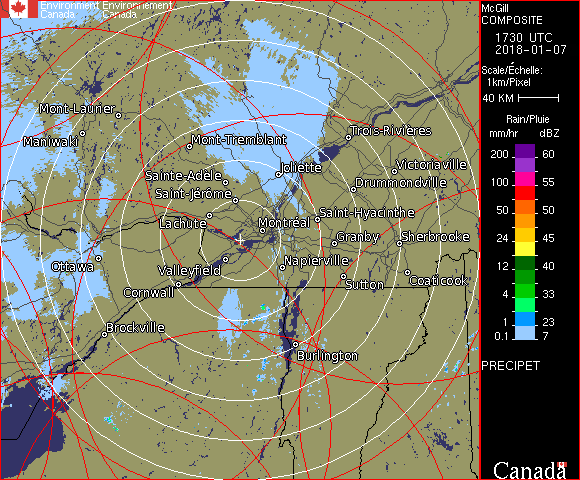 Environment Environnement
Canada Canada
McGill
COMPOSITE
1730 UTC
2018-01-07
Scale/Échelle:
1km/Pixel
40 KM
Rain/Pluie
mm/hr dBZ
200 60
100 55
50 50
24 45
12 40
4 33
1 23
0.1 7
PRECIPET
Canada
Mont-Laurier
Maniwaki
Mont-Tremblant
Trois-Rivières
Sainte-Adèle
Joliette
Victoriaville
Saint-Jérôme
Drummondville
Lachute
Montréal
Saint-Hyacinthe
Granby
Sherbrooke
Ottawa
Valleyfield
Napierville
Cornwall
Sutton
Coaticook
Brockville
Burlington